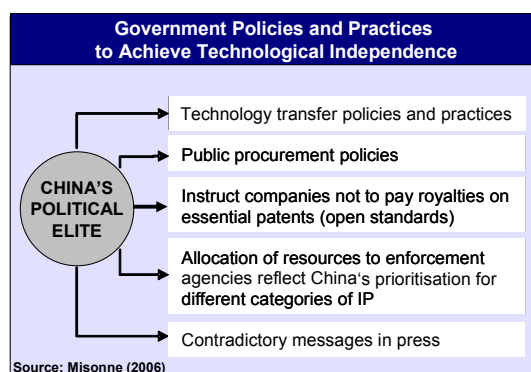 Government Policies and Practices
to Achieve Technological Independence
CHINA'S
POLITICAL
ELITE
Technology transfer policies and practices
Public procurement policies
Instruct companies not to pay royalties on
essential patents (open standards)
Allocation of resources to enforcement
agencies reflect China's prioritisation for
different categories of IP
Contradictory messages in press
Source: Misonne (2006)